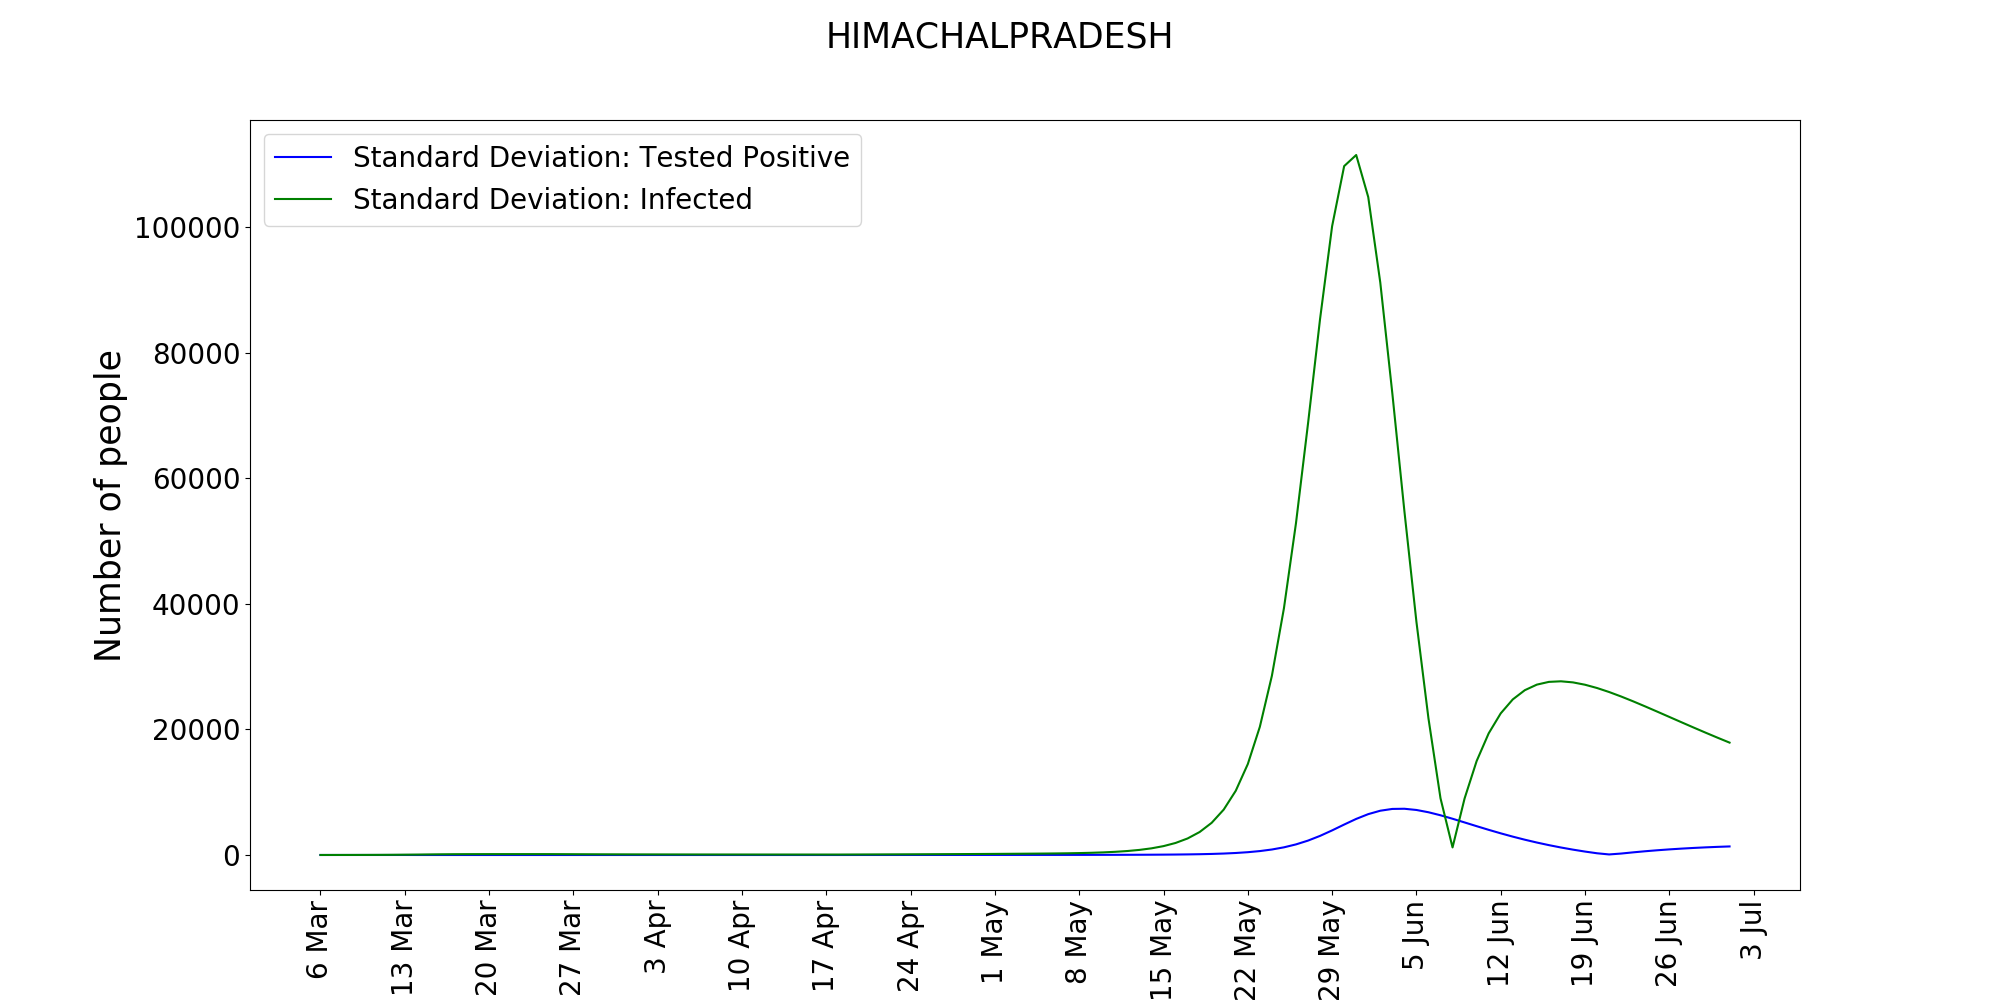 HIMACHALPRADESH
Standard Deviation: Tested Positive
Standard Deviation: Infected
Number of people
100000
80000
60000
40000
20000
0
6 Mar
13 Mar
20 Mar
27 Mar
3 Apr
10 Apr
17 Apr
24 Apr
1 May
8 May
15 May
22 May
29 May
5 Jun
12 Jun
19 Jun
26 Jun
3 Jul